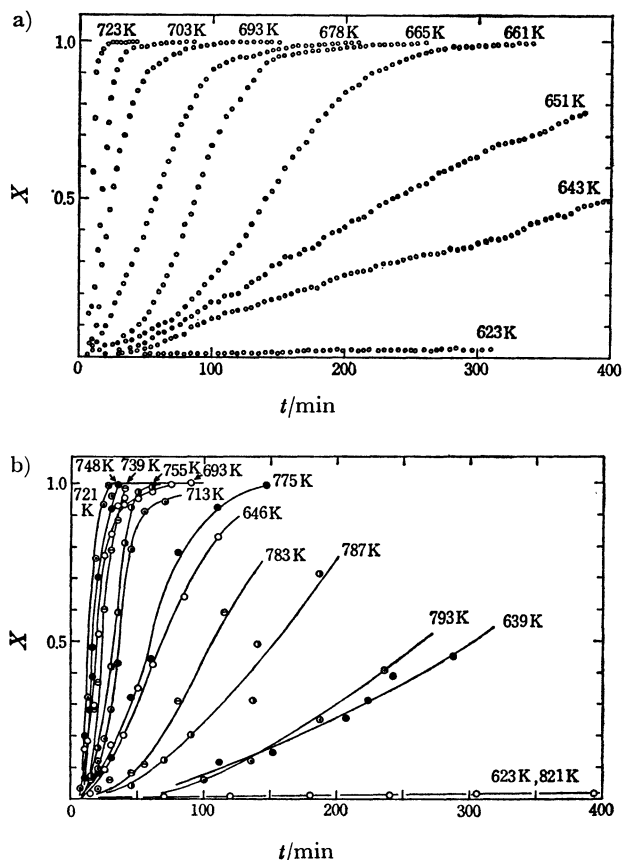 a)
1.0
723K 703K 693K 678K 665K 661K
651K
0.5
X
643K
623K
0 100 200 300 400
t/min
b)
748K 739K 755K 693K
1.0
775K
721
K
713K
646K
783K 787K
0.5
X
793K 639K
623K,821K
0 100 200 300 400
t/min